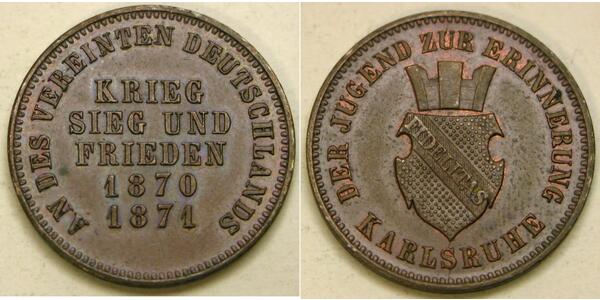 AN DES VEREINTEN DEUTSCHLANDS
KRIEG
SIEG UND
FRIEDEN
1870
1871
DER JUGEND ZUR ERINNERUNG
FIDELITAS
KARLSRUHE